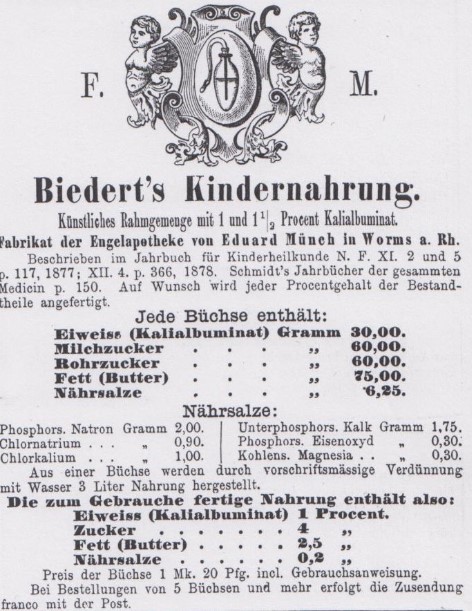 F. M.
Biedert's Kindernahrung.
Künstliches Rahmgemenge mit 1 und 1 1/2 Procent Kalialbuminat.
Fabrikat der Engelapotheke von Eduard Münch in Worms a. Rh.
Beschrieben im Jahrbuch für Kinderheilkunde N. F. XI. 2 und 5
p. 117, 1877; XII. 4. p. 366, 1878. Schmidt's Jahrbücher der gesammten
Medicin p. 150. Auf Wunsch wird jeder Procentgehalt der Bestand-
theile angefertigt.
Jede Büchse enthält:
Eiweiss (Kalialbuminat) Gramm 30,00.
Milchzucker . . . . „ 60,00.
Rohrzucker . . . . „ 60,00.
Fett (Butter) . . . . „ 75,00.
Nährsalze . . . . „ 6,25.
Nährsalze:
Phosphors. Natron Gramm 2,00.
Chlornatrium . . . „ 0,90.
Chlorkalium . . . „ 1,00.
Unterphosphors. Kalk Gramm 1,75.
Phosphors. Eisenoxyd „ 0,30.
Kohlens. Magnesia . . „ 0,30.
Aus einer Büchse werden durch vorschriftsmässige Verdünnung
mit Wasser 3 Liter Nahrung hergestellt.
Die zum Gebrauche fertige Nahrung enthält also:
Eiweiss (Kalialbuminat) 1 Procent.
Zucker . . . . . . 4 „
Fett (Butter) . . . . . . 2,5 „
Nährsalze . . . . . . 0,2 „
Preis der Büchse 1 Mk. 20 Pfg. incl. Gebrauchsanweisung.
Bei Bestellungen von 5 Büchsen und mehr erfolgt die Zusendung
franco mit der Post.